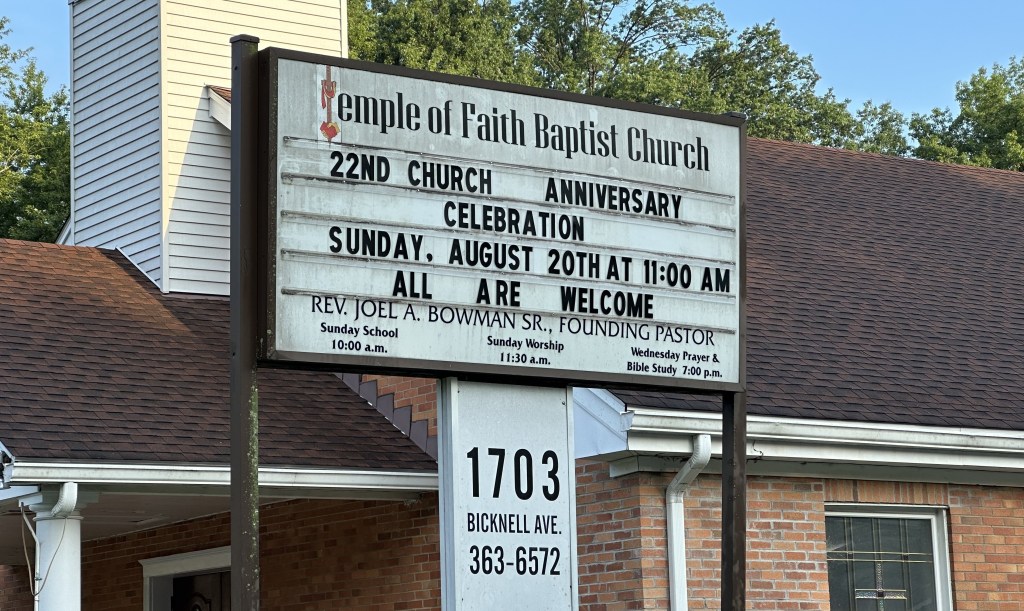 Temple of Faith Baptist Church
22ND CHURCH ANNIVERSARY
CELEBRATION
SUNDAY, AUGUST 20TH AT 11:00 AM
ALL ARE WELCOME
REV. JOEL A. BOWMAN SR., FOUNDING PASTOR
Sunday School
10:00 a.m.
Sunday Worship
11:30 a.m.
Wednesday Prayer &
Bible Study 7:00 p.m.
1703
BICKNELL AVE.
363-6572